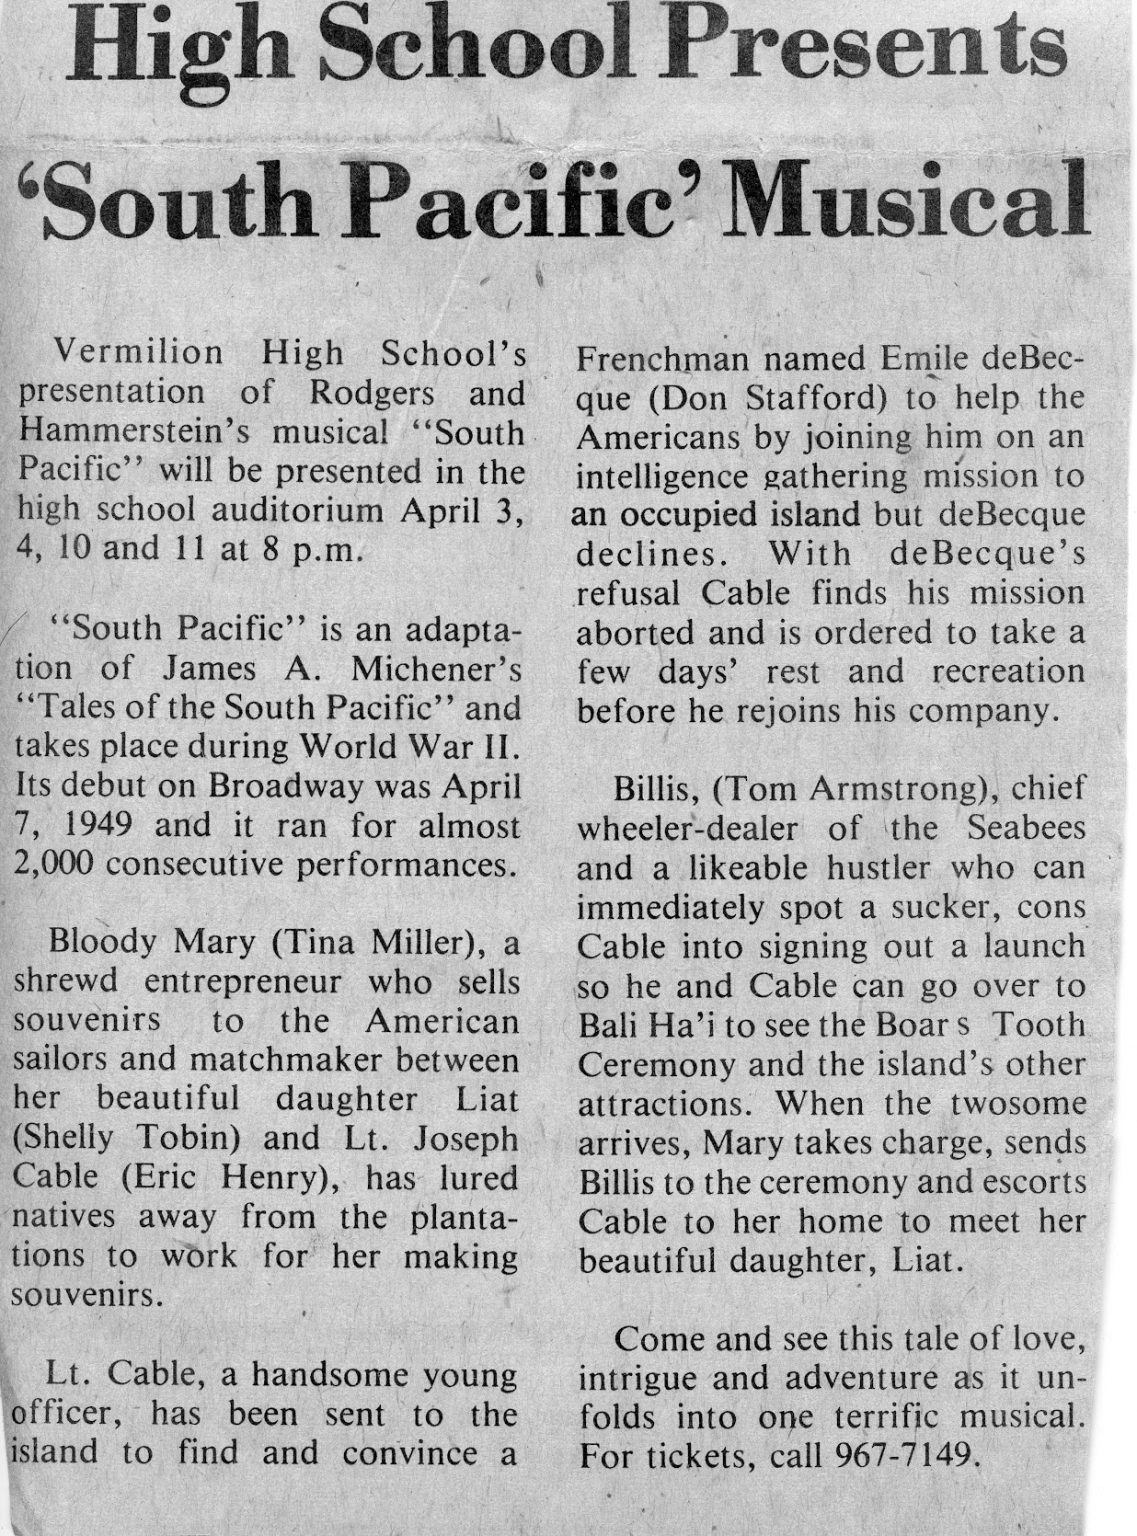 High School Presents
‘South Pacific’ Musical
Vermilion High School’s
presentation of Rodgers and
Hammerstein’s musical “South
Pacific” will be presented in the
high school auditorium April 3,
4, 10 and 11 at 8 p.m.
“South Pacific” is an adapta-
tion of James A. Michener’s
“Tales of the South Pacific” and
takes place during World War II.
Its debut on Broadway was April
7, 1949 and it ran for almost
2,000 consecutive performances.
Bloody Mary (Tina Miller), a
shrewd entrepreneur who sells
souvenirs to the American
sailors and matchmaker between
her beautiful daughter Liat
(Shelly Tobin) and Lt. Joseph
Cable (Eric Henry), has lured
natives away from the planta-
tions to work for her making
souvenirs.
Lt. Cable, a handsome young
officer, has been sent to the
island to find and convince a
Frenchman named Emile deBec-
que (Don Stafford) to help the
Americans by joining him on an
intelligence gathering mission to
an occupied island but deBecque
declines. With deBecque’s
refusal Cable finds his mission
aborted and is ordered to take a
few days’ rest and recreation
before he rejoins his company.
Billis, (Tom Armstrong), chief
wheeler-dealer of the Seabees
and a likeable hustler who can
immediately spot a sucker, cons
Cable into signing out a launch
so he and Cable can go over to
Bali Ha’i to see the Boar s Tooth
Ceremony and the island’s other
attractions. When the twosome
arrives, Mary takes charge, sends
Billis to the ceremony and escorts
Cable to her home to meet her
beautiful daughter, Liat.
Come and see this tale of love,
intrigue and adventure as it un-
folds into one terrific musical.
For tickets, call 967-7149.